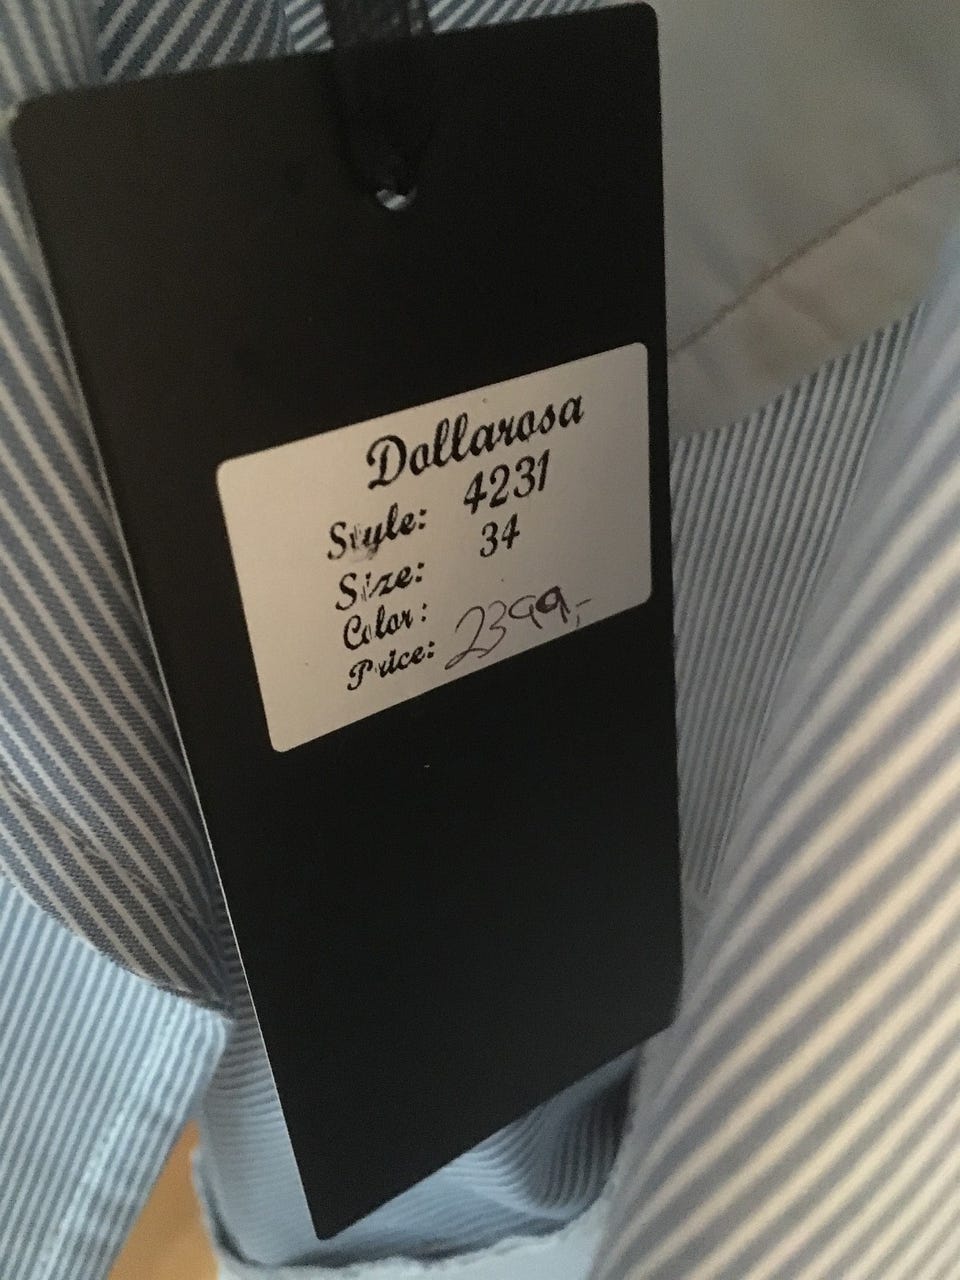 Dollarosa
Style: 4231
Size: 34
Color:
Price: 2399,-